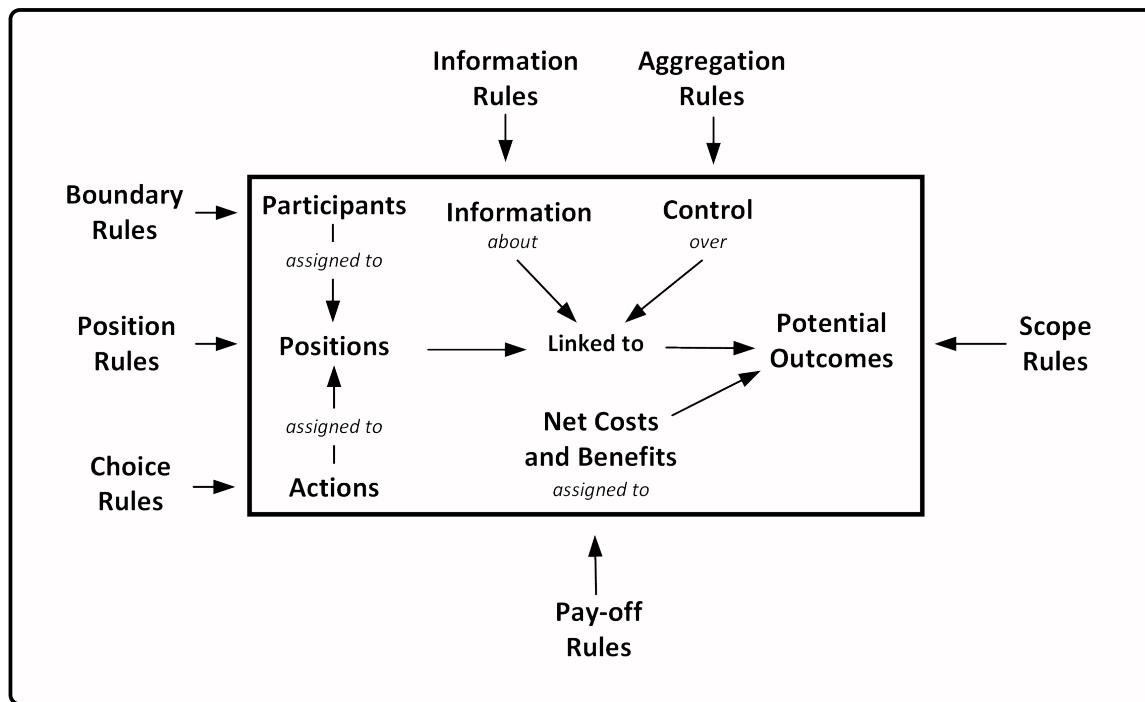 Information
Rules
Aggregation
Rules
Boundary
Rules
Participants
assigned to
Information
about
Control
over
Position
Rules
Positions
Linked to
Potential
Outcomes
Scope
Rules
assigned to
Net Costs
and Benefits
assigned to
Choice
Rules
Actions
Pay-off
Rules